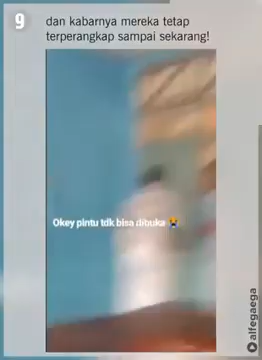 9
dan kabarnya mereka tetap
terperangkap sampai sekarang!
Okey pintu tdk bisa dibuka 😭
alfegaega